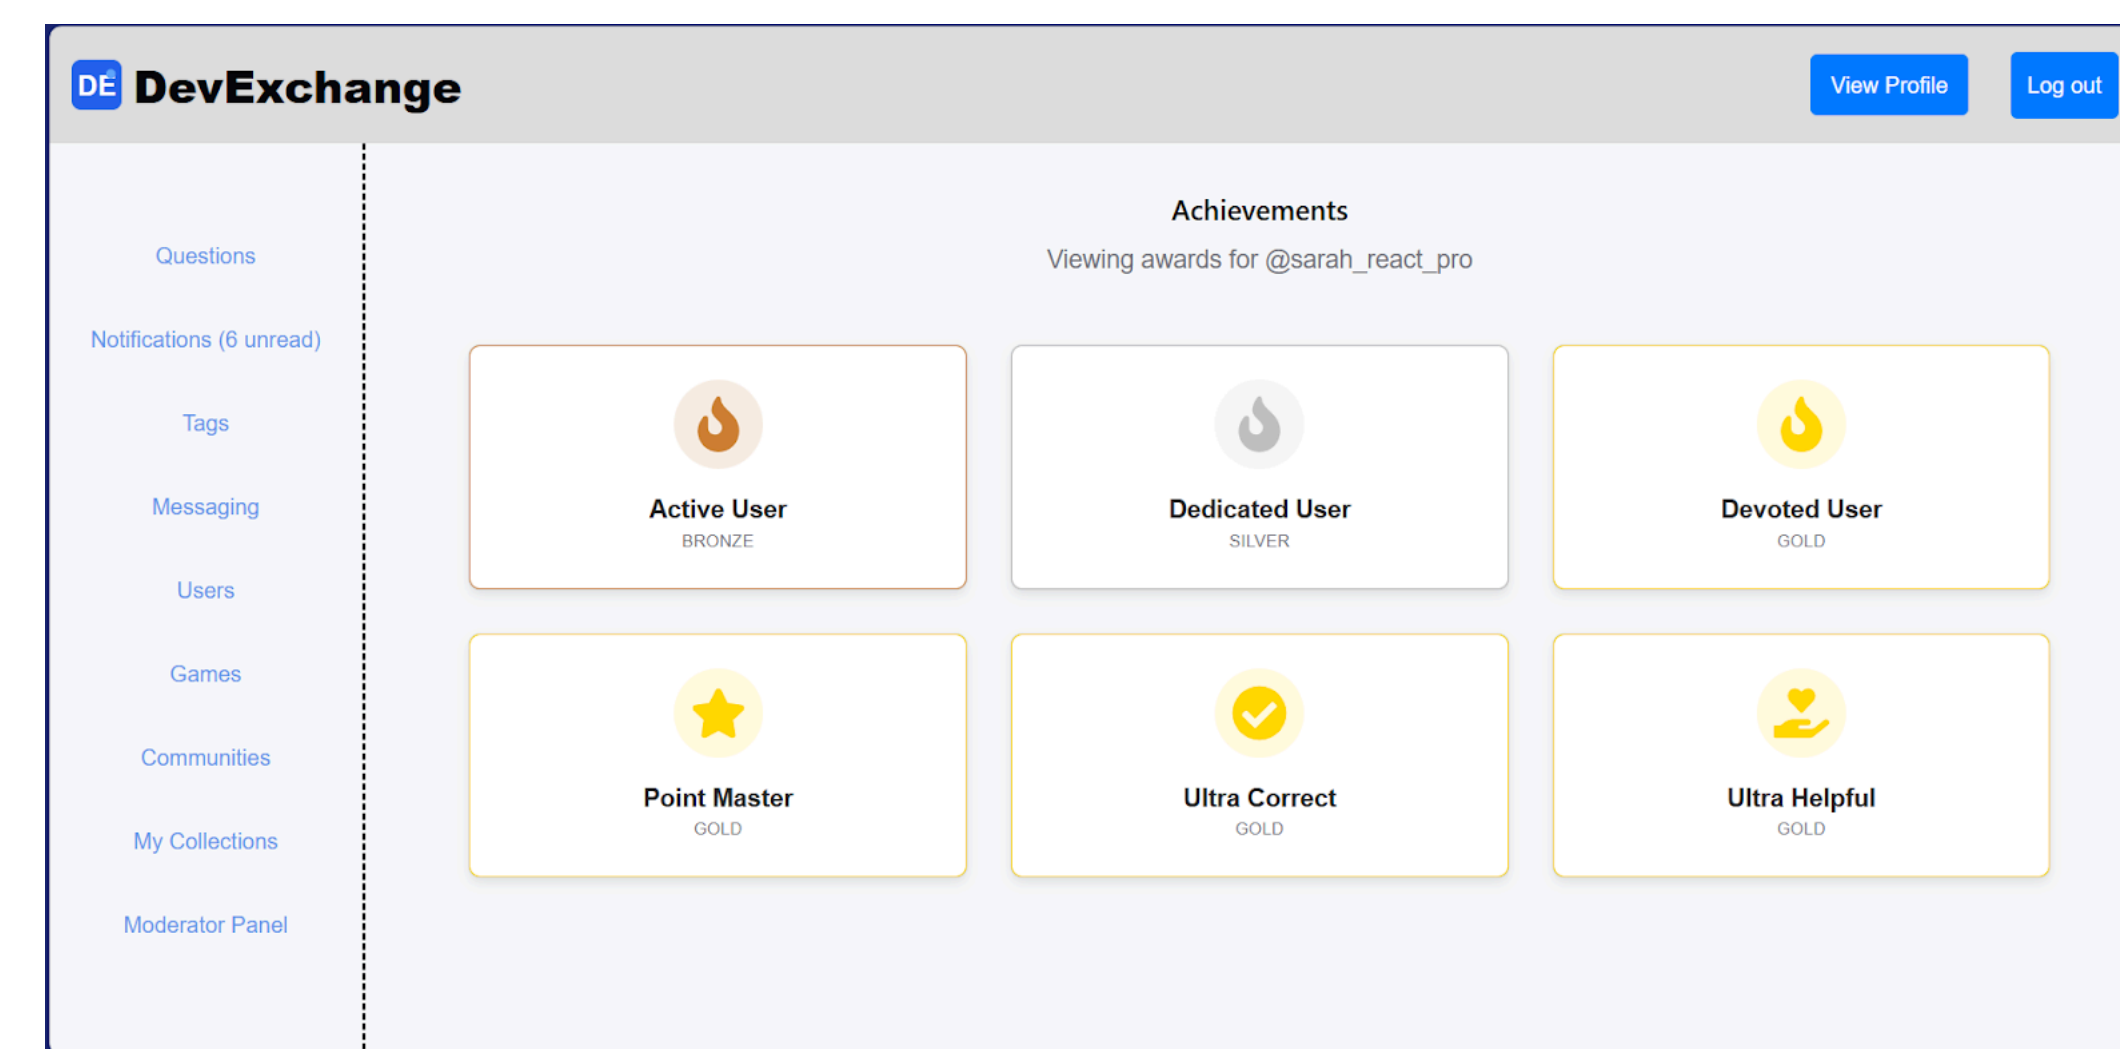 DE DevExchange
View Profile
Log out
Questions
Notifications (6 unread)
Tags
Messaging
Users
Games
Communities
My Collections
Moderator Panel
Achievements
Viewing awards for @sarah_react_pro
Active User
BRONZE
Dedicated User
SILVER
Devoted User
GOLD
Point Master
GOLD
Ultra Correct
GOLD
Ultra Helpful
GOLD